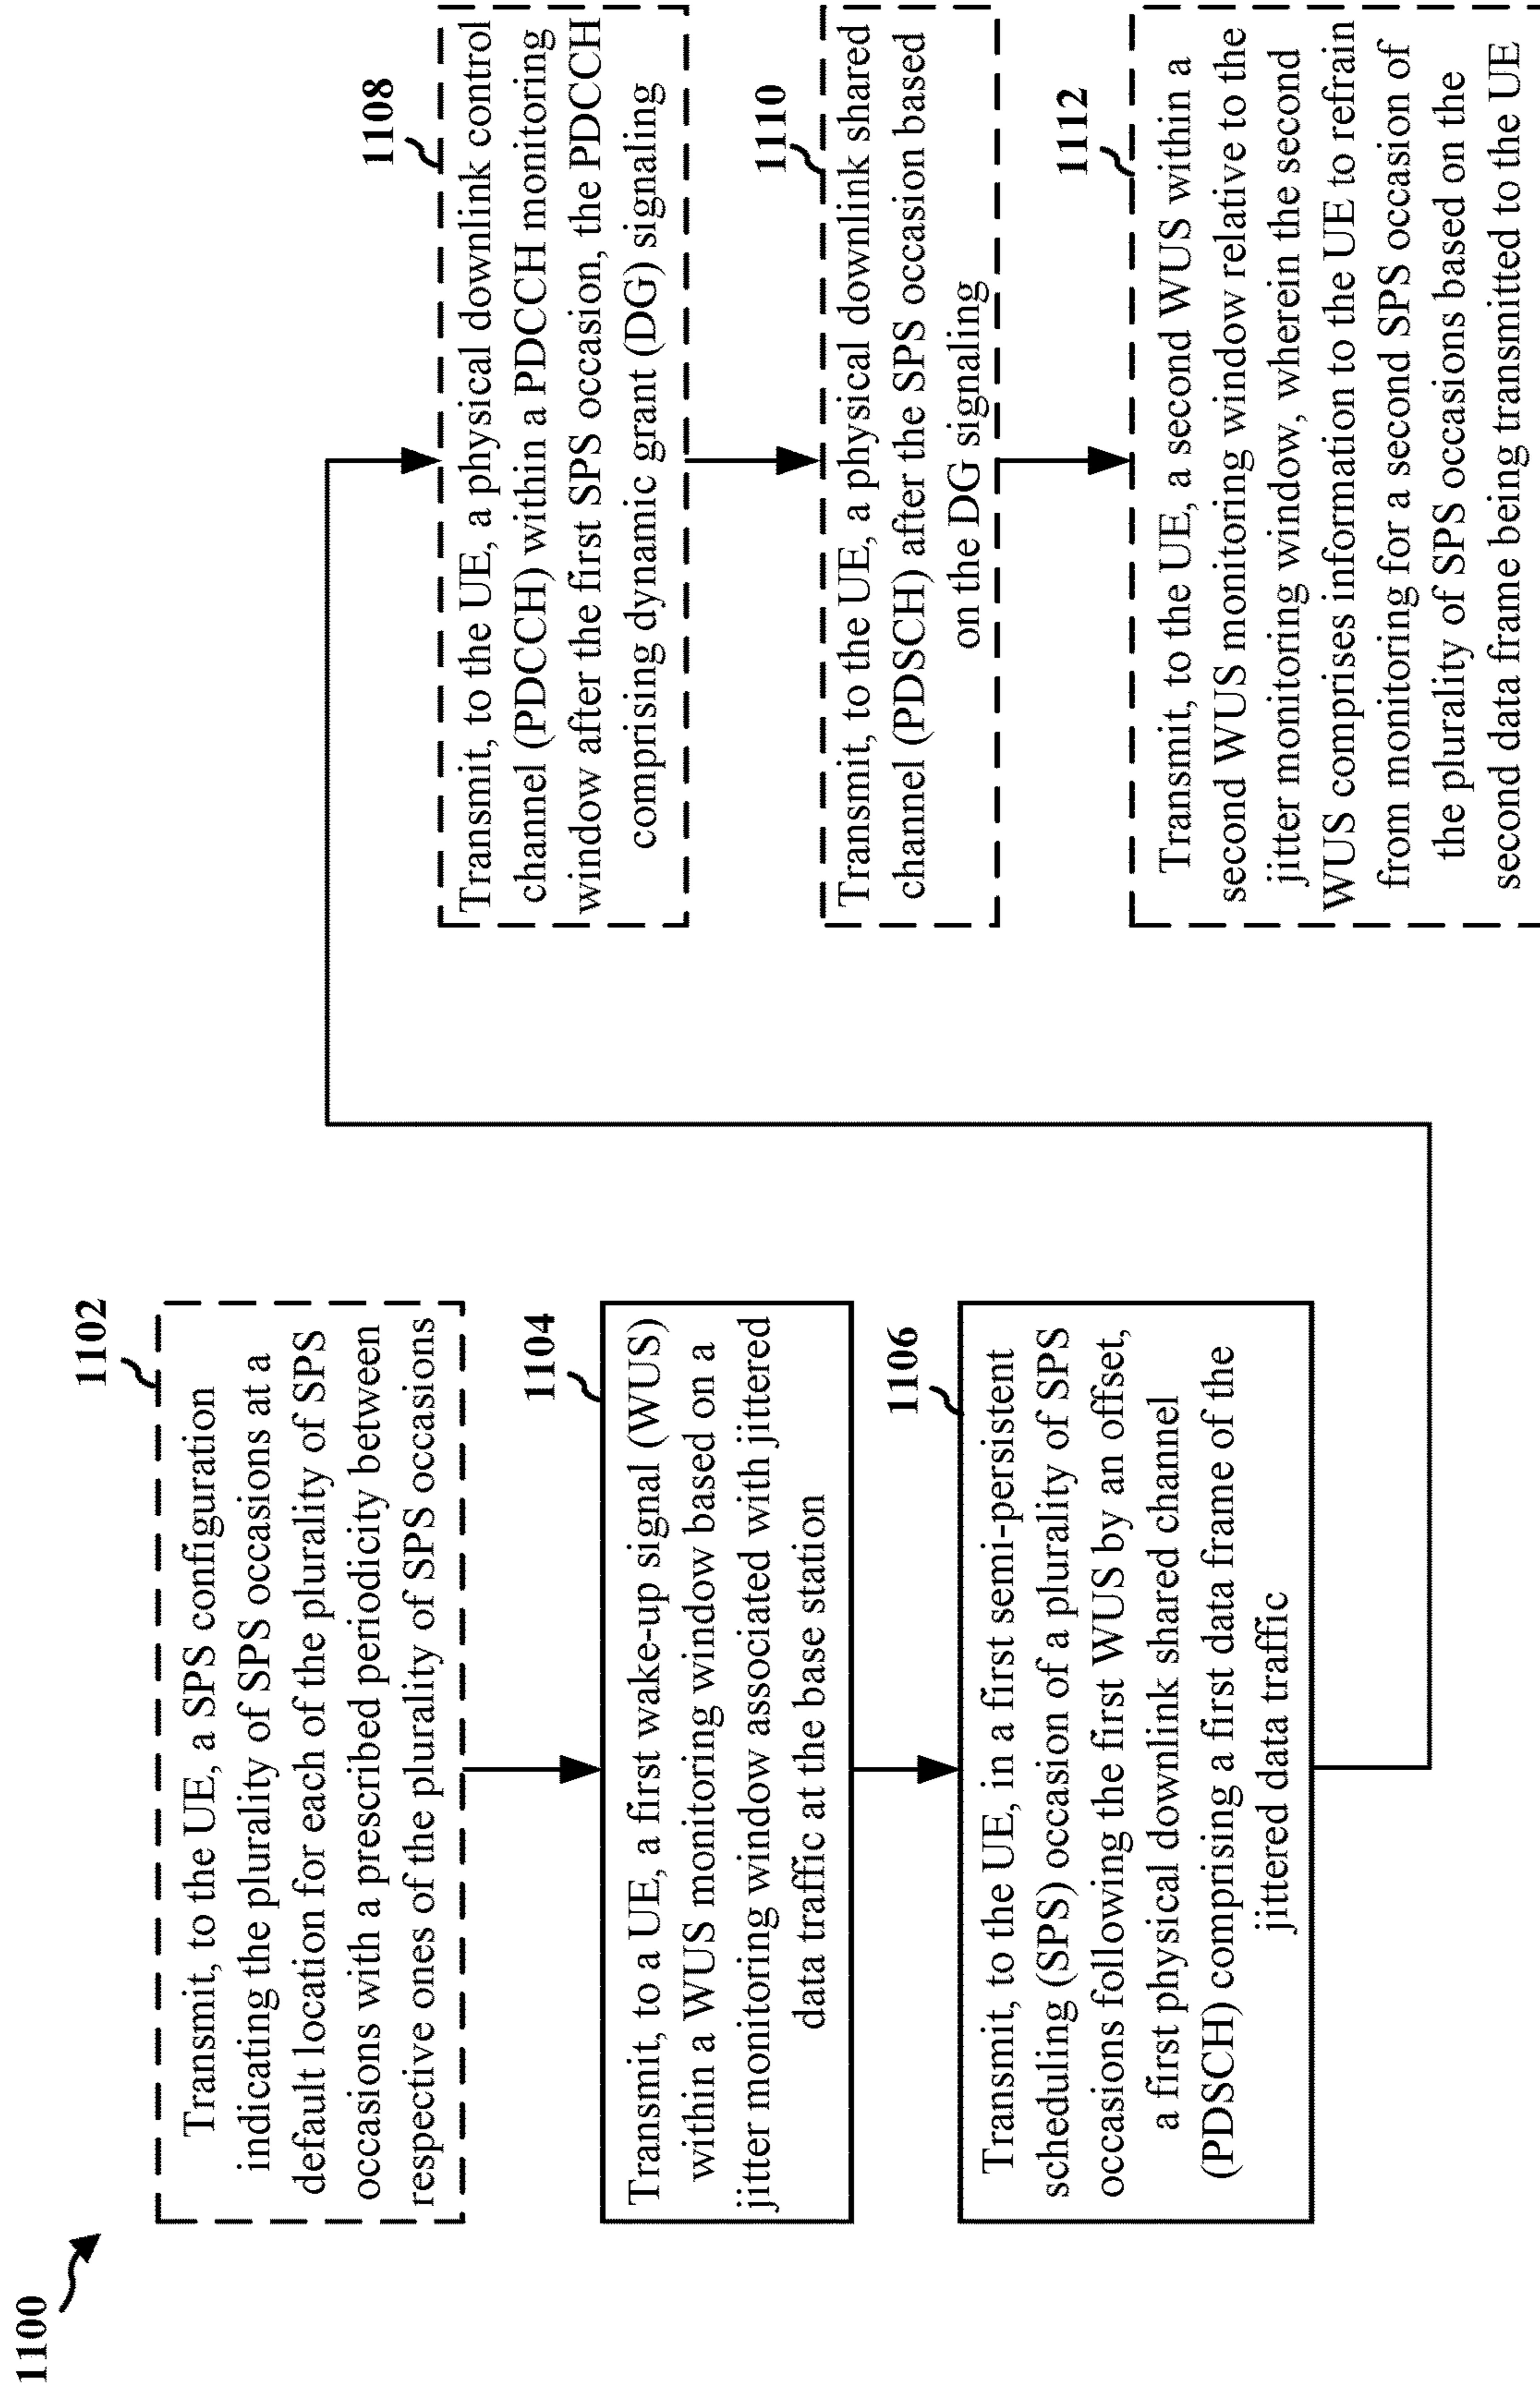 1100
1102
Transmit, to the UE, a SPS configuration
indicating the plurality of SPS occasions at a
default location for each of the plurality of SPS
occasions with a prescribed periodicity between
respective ones of the plurality of SPS occasions
1104
Transmit, to a UE, a first wake-up signal (WUS)
within a WUS monitoring window based on a
jitter monitoring window associated with jittered
data traffic at the base station
1106
Transmit, to the UE, in a first semi-persistent
scheduling (SPS) occasion of a plurality of SPS
occasions following the first WUS by an offset,
a first physical downlink shared channel
(PDSCH) comprising a first data frame of the
jittered data traffic
1108
Transmit, to the UE, a physical downlink control
channel (PDCCH) within a PDCCH monitoring
window after the first SPS occasion, the PDCCH
comprising dynamic grant (DG) signaling
1110
Transmit, to the UE, a physical downlink shared
channel (PDSCH) after the SPS occasion based
on the DG signaling
1112
Transmit, to the UE, a second WUS within a
second WUS monitoring window relative to the
jitter monitoring window, wherein the second
WUS comprises information to the UE to refrain
from monitoring for a second SPS occasion of
the plurality of SPS occasions based on the
second data frame being transmitted to the UE